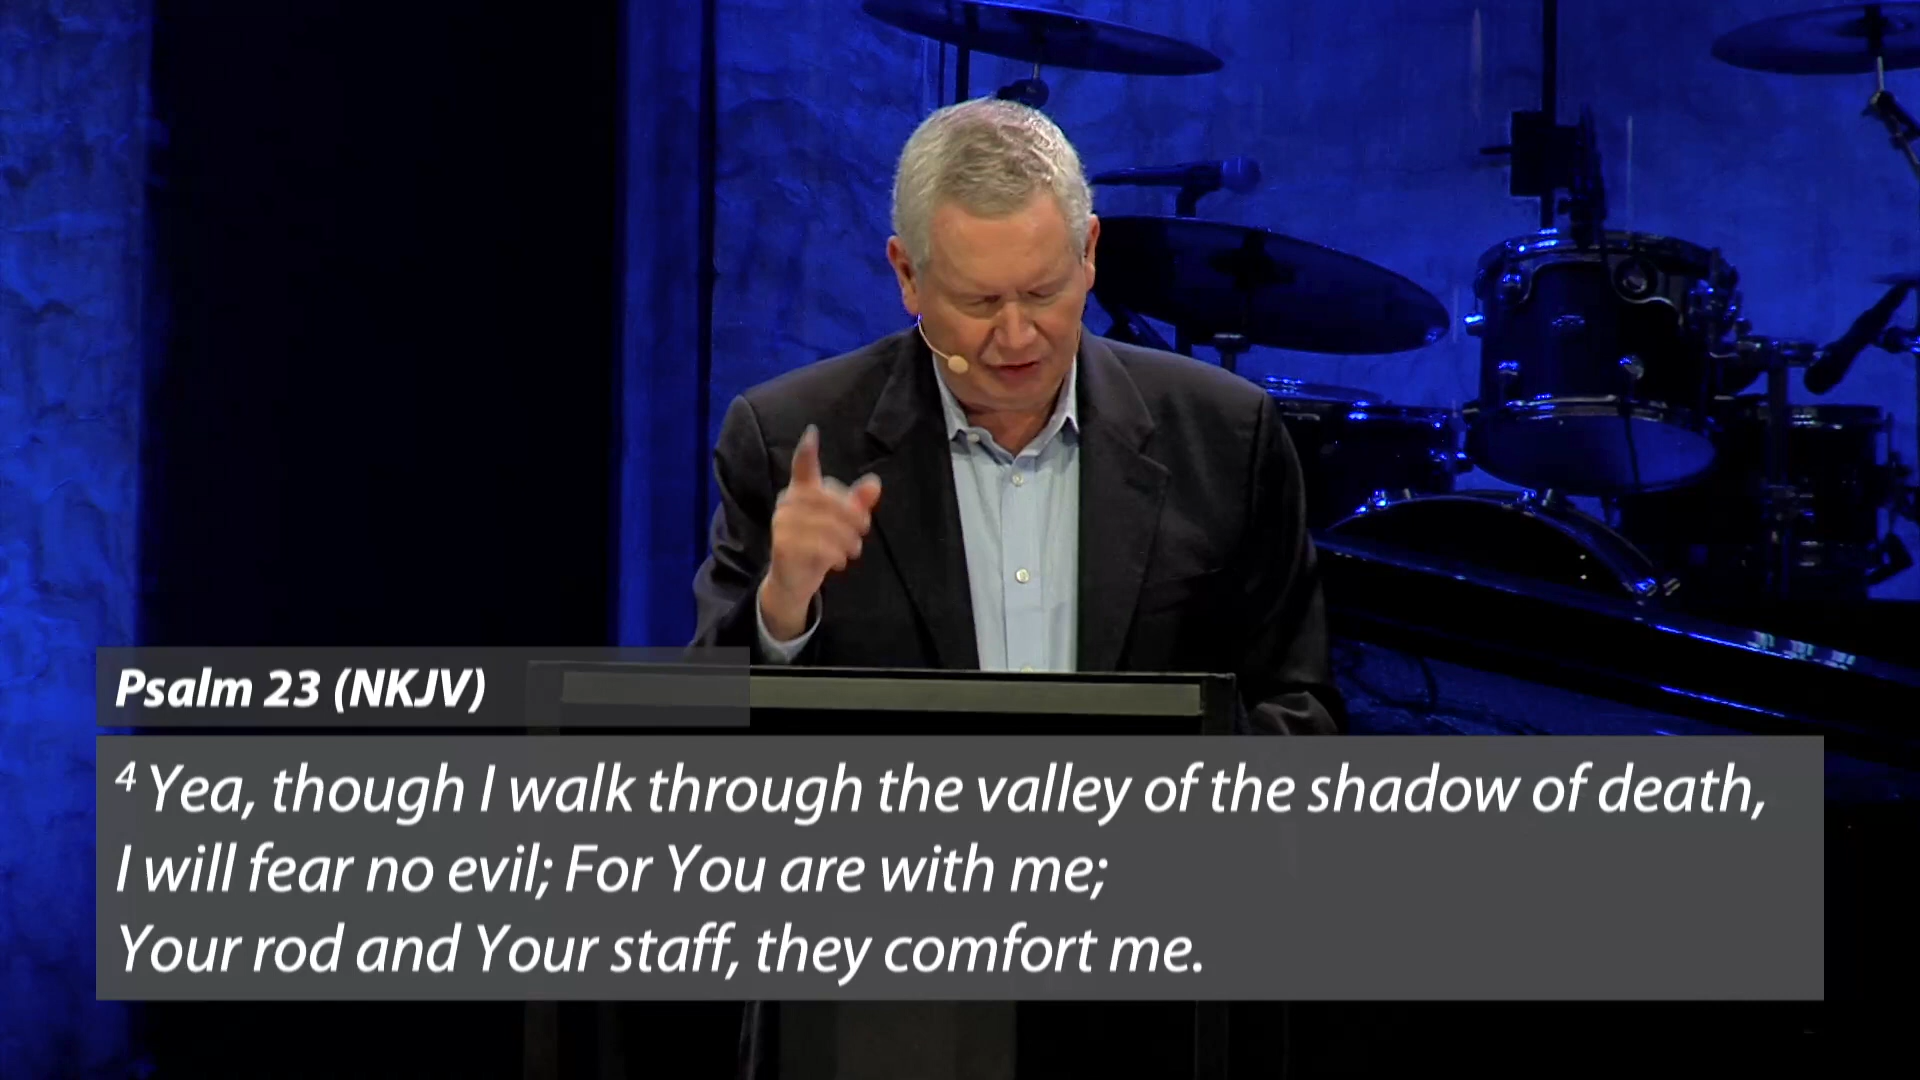 Psalm 23 (NKJV)
4 Yea, though I walk through the valley of the shadow of death,
I will fear no evil; For You are with me;
Your rod and Your staff, they comfort me.